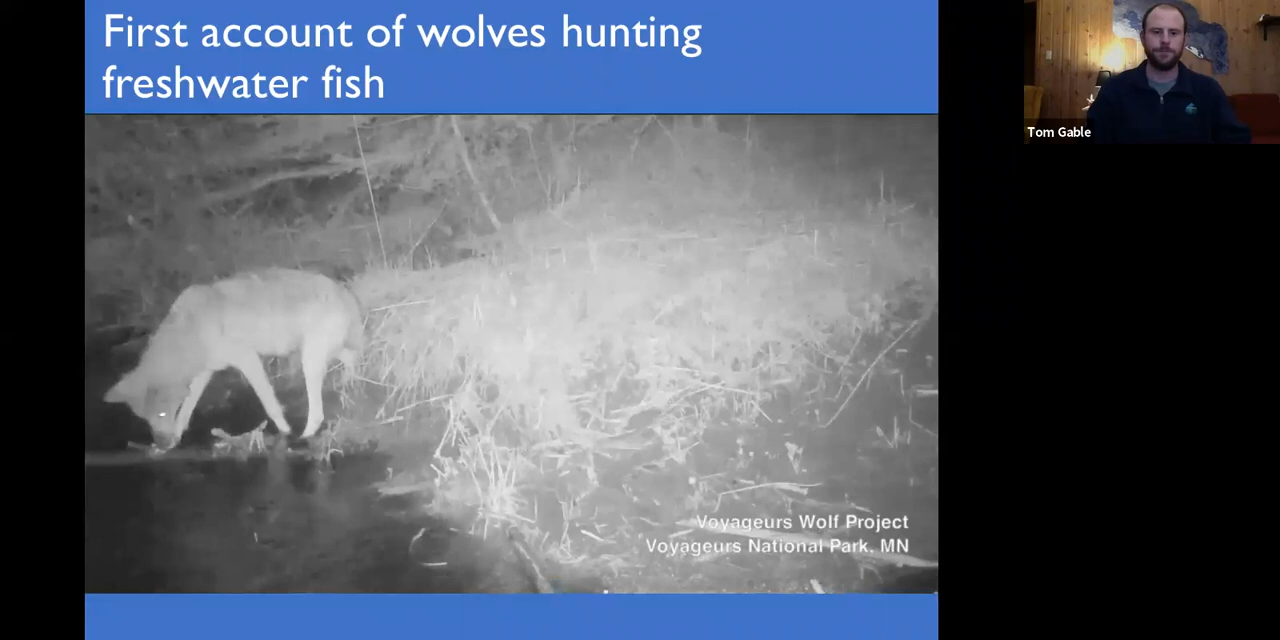 First account of wolves hunting
freshwater fish
Tom Gable
Voyageurs Wolf Project
Voyageurs National Park. MN